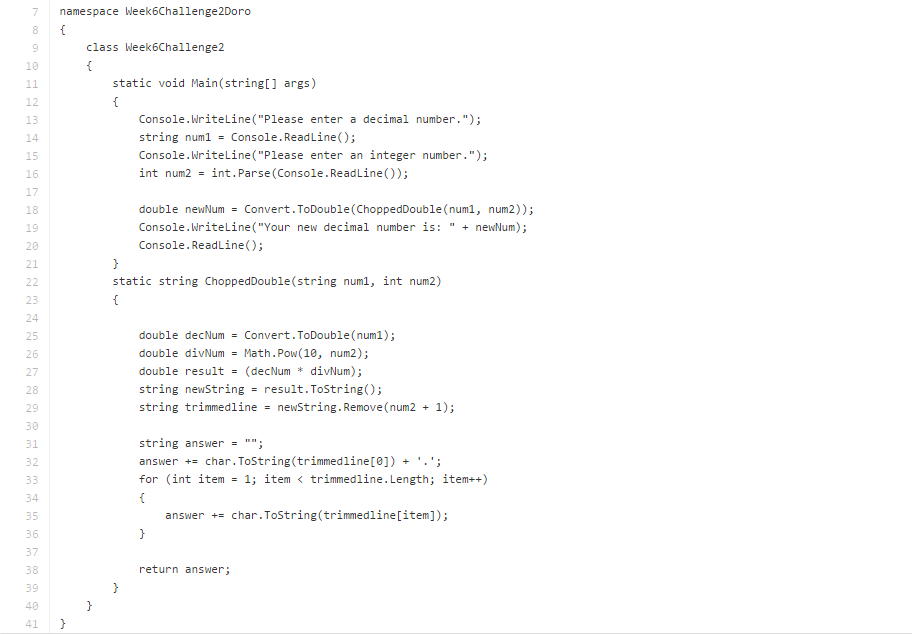 7 namespace Week6Challenge2Doro
8 {
9 class Week6Challenge2
10 {
11 static void Main(string[] args)
12 {
13 Console.WriteLine("Please enter a decimal number.");
14 string num1 = Console.ReadLine();
15 Console.WriteLine("Please enter an integer number.");
16 int num2 = int.Parse(Console.ReadLine());
17
18 double newNum = Convert.ToDouble(ChoppedDouble(num1, num2));
19 Console.WriteLine("Your new decimal number is: " + newNum);
20 Console.ReadLine();
21 }
22 static string ChoppedDouble(string num1, int num2)
23 {
24
25 double decNum = Convert.ToDouble(num1);
26 double divNum = Math.Pow(10, num2);
27 double result = (decNum * divNum);
28 string newString = result.ToString();
29 string trimmedline = newString.Remove(num2 + 1);
30
31 string answer = "";
32 answer += char.ToString(trimmedline[0]) + '.';
33 for (int item = 1; item < trimmedline.Length; item++)
34 {
35 answer += char.ToString(trimmedline[item]);
36 }
37
38 return answer;
39 }
40 }
41 }